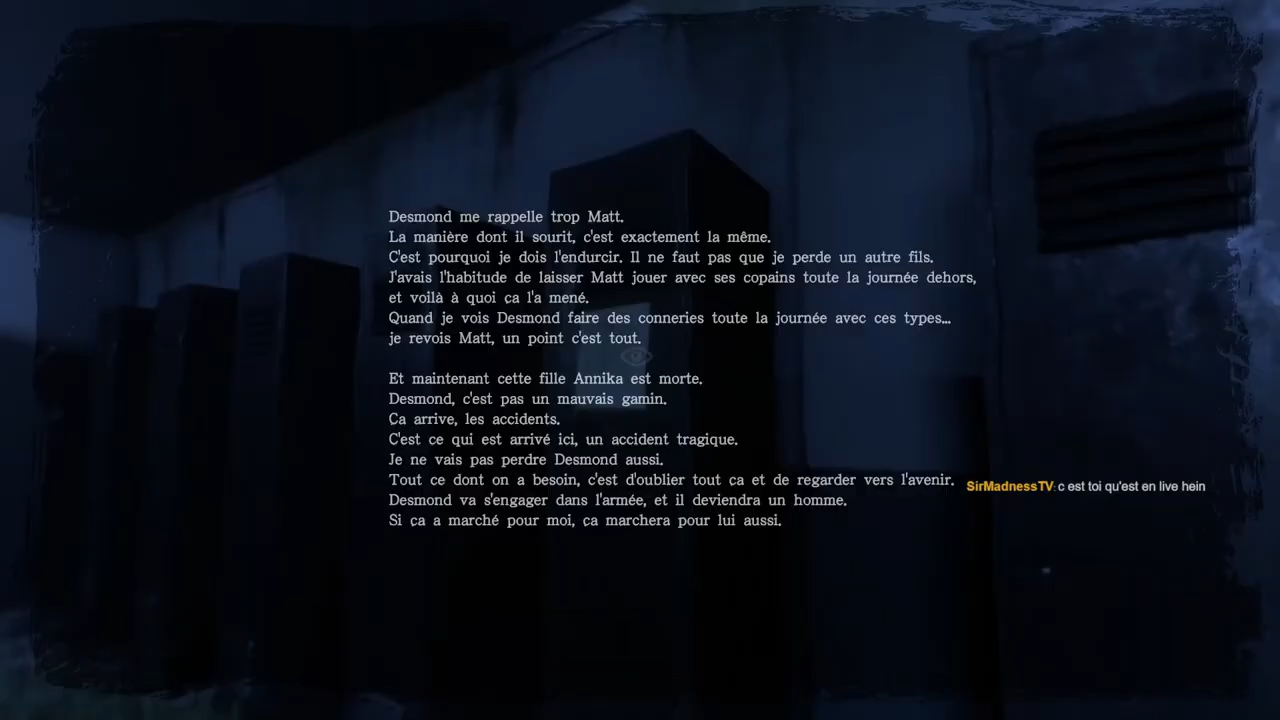 Desmond me rappelle trop Matt.
La manière dont il sourit, c'est exactement la même.
C'est pourquoi je dois l'endurcir. Il ne faut pas que je perde un autre fils.
J'avais l'habitude de laisser Matt jouer avec ses copains toute la journée dehors,
et voilà à quoi ça l'a mené.
Quand je vois Desmond faire des conneries toute la journée avec ces types...
je revois Matt, un point c'est tout.
Et maintenant cette fille Annika est morte.
Desmond, c'est pas un mauvais gamin.
Ça arrive, les accidents.
C'est ce qui est arrivé ici, un accident tragique.
Je ne vais pas perdre Desmond aussi.
Tout ce dont on a besoin, c'est d'oublier tout ça et de regarder vers l'avenir.
SirMadnessTV: c est toi qu'est en live hein
Desmond va s'engager dans l'armée, et il deviendra un homme.
Si ça a marché pour moi, ça marchera pour lui aussi.